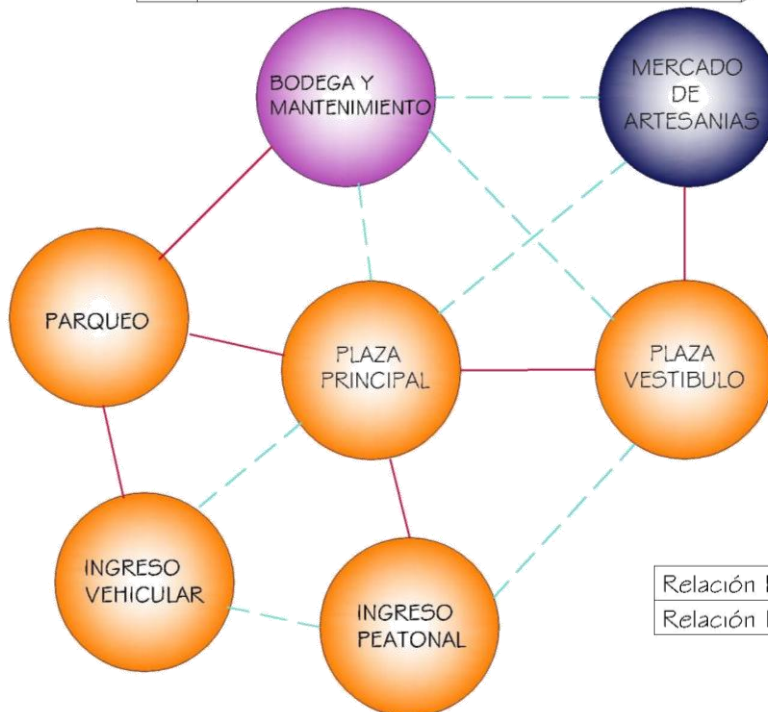 BODEGA Y
MANTENIMIENTO
MERCADO
DE
ARTESANIAS
PARQUEO
PLAZA
PRINCIPAL
PLAZA
VESTIBULO
INGRESO
VEHICULAR
INGRESO
PEATONAL
Relación
Relación